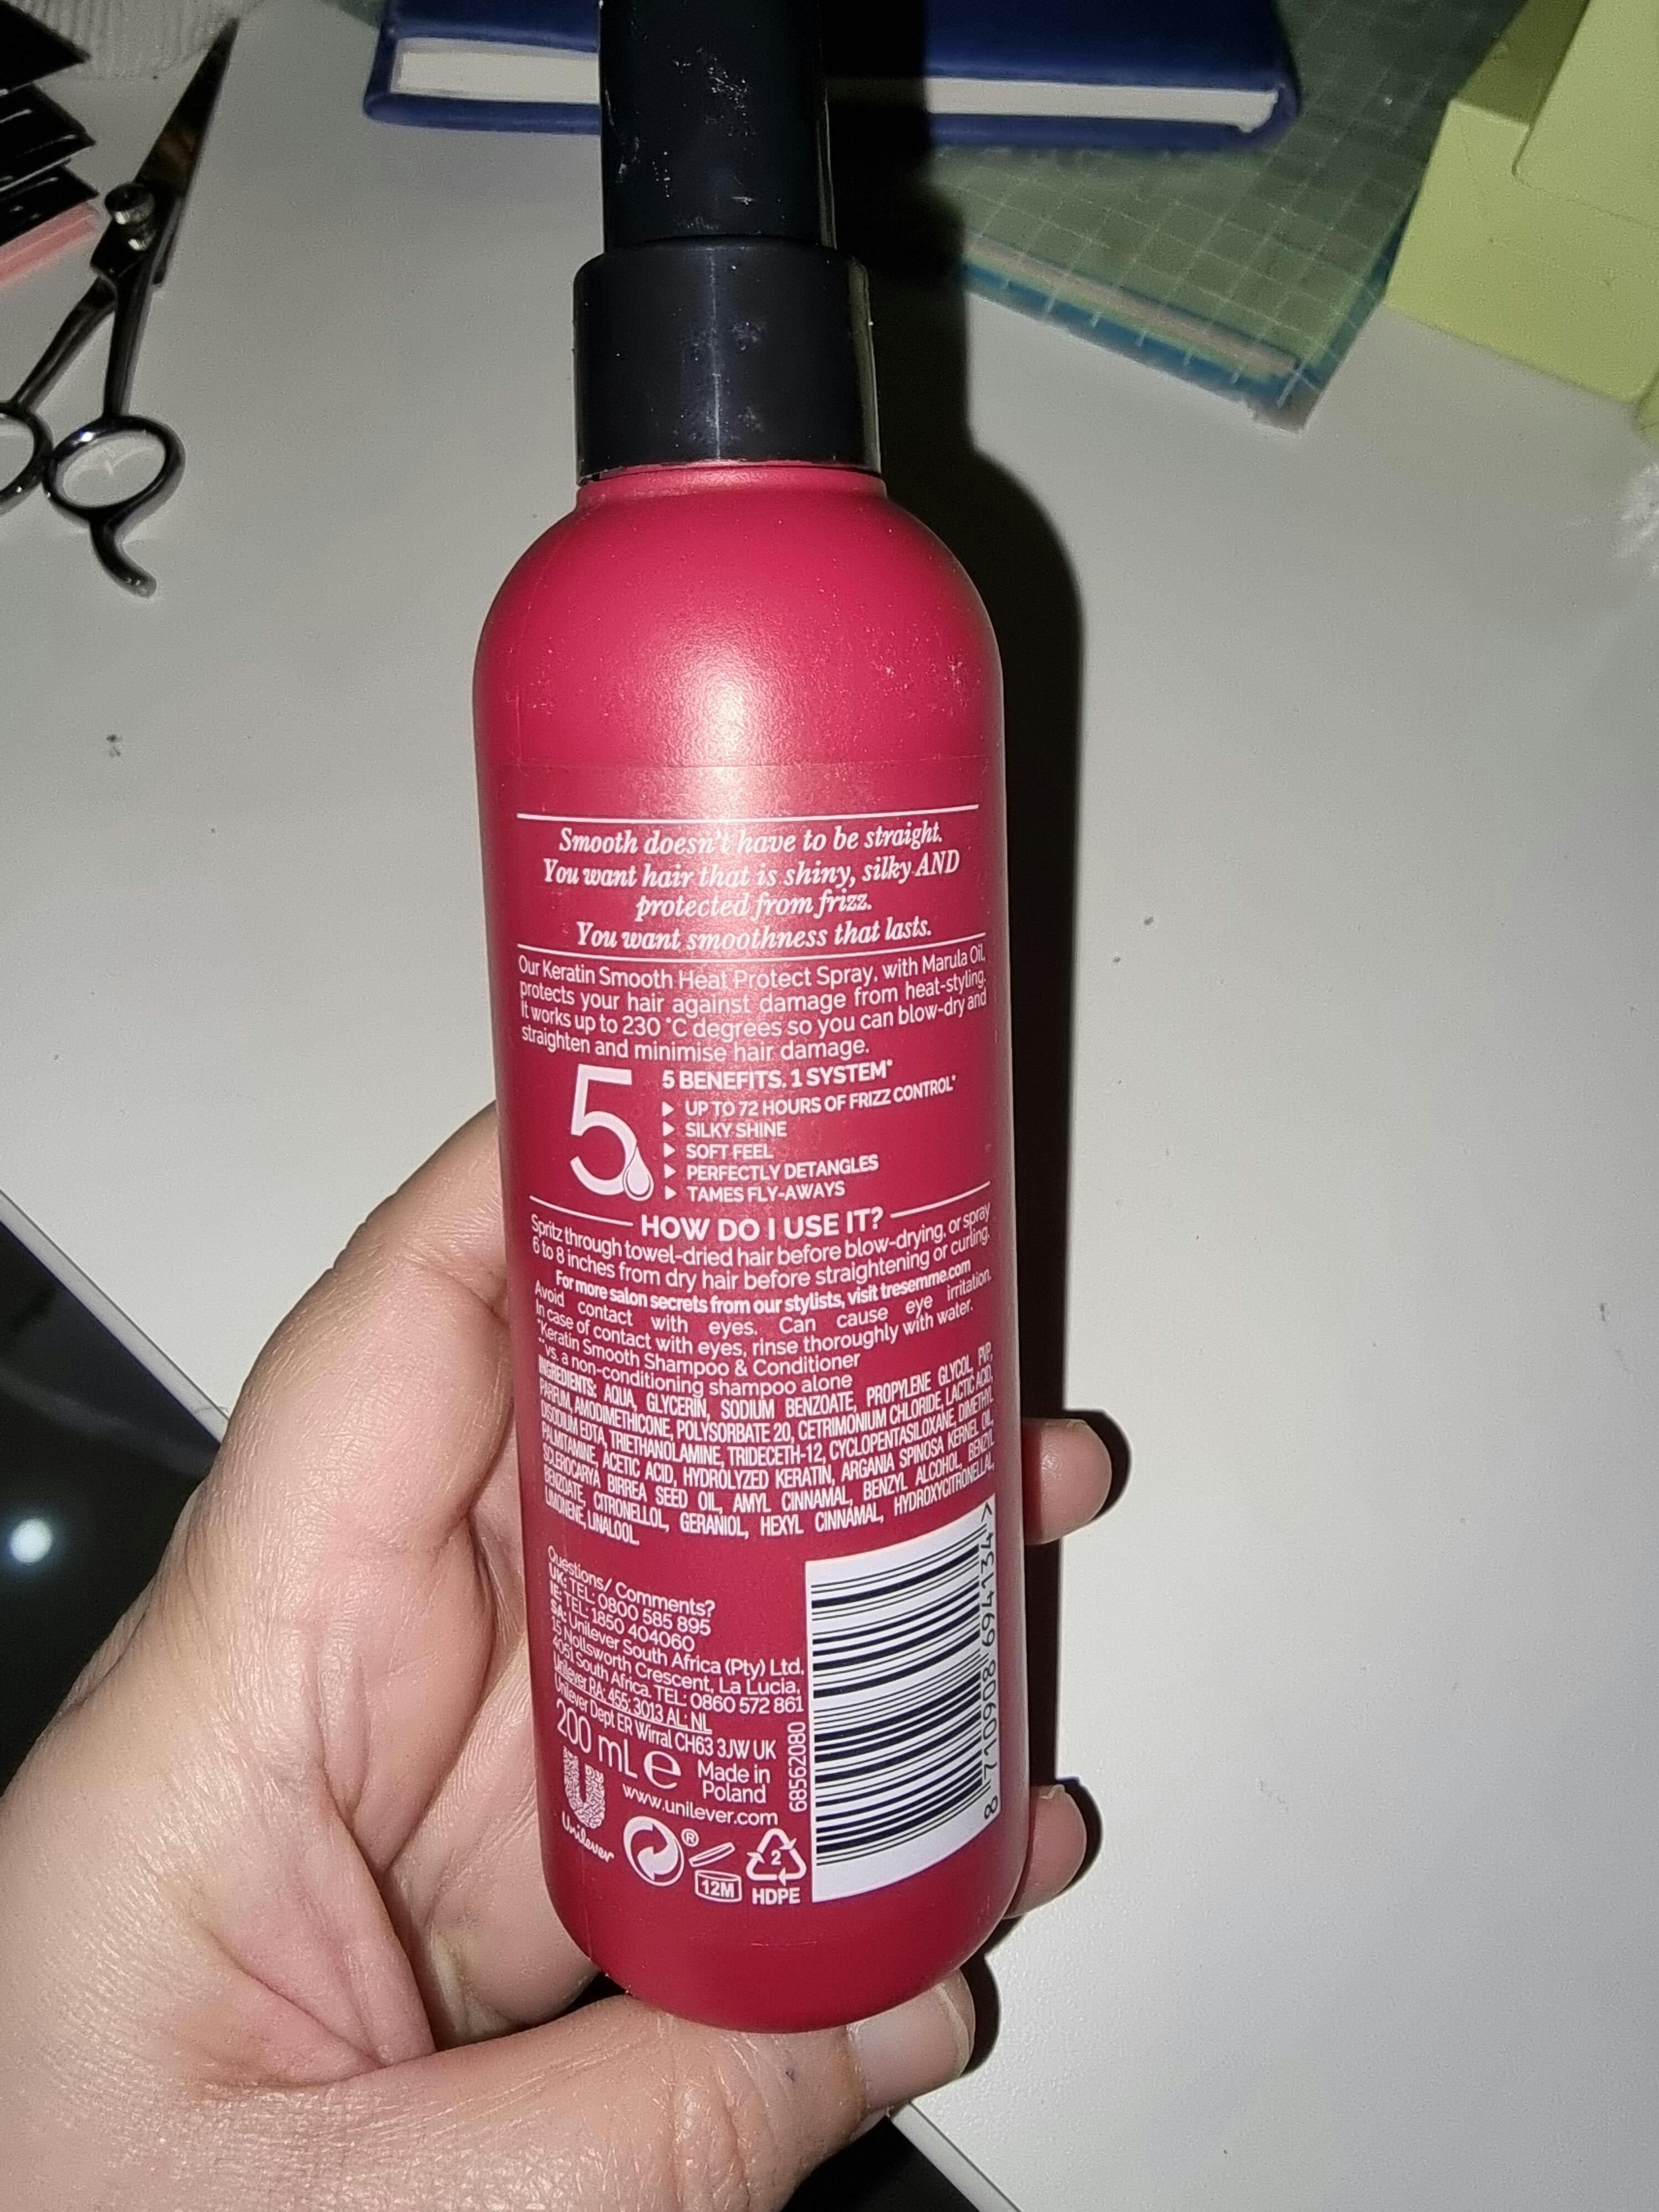 Smooth doesn't have to be straight.
You want hair that is shiny, silky AND
protected from frizz.
You want smoothness that lasts.
Our Keratin Smooth Heat Protect Spray, with Marula Oil,
protects your hair against damage from heat-styling.
It works up to 230 °C degrees so you can blow-dry and
straighten and minimise hair damage.
5
5 BENEFITS. 1 SYSTEM*
UP TO 72 HOURS OF FRIZZ CONTROL*
SILKY SHINE
SOFT FEEL
PERFECTLY DETANGLES
TAMES FLY-AWAYS
HOW DO I USE IT?
Spritz through towel-dried hair before blow-drying, or spray
6 to 8 inches from dry hair before straightening or curling.
For more salon secrets from our stylists, visit tresemme.com
Avoid contact with eyes. Can cause eye irritation.
In case of contact with eyes, rinse thoroughly with water.
*Keratin Smooth Shampoo & Conditioner
**vs. a non-conditioning shampoo alone
INGREDIENTS: AQUA, GLYCERIN, SODIUM BENZOATE, PROPYLENE GLYCOL, PVP,
PARFUM, AMODIMETHICONE, POLYSORBATE 20, CETRIMONIUM CHLORIDE, LACTIC ACID,
DISODIUM EDTA, TRIETHANOLAMINE, TRIDECETH-12, CYCLOPENTASILOXANE, DIMETHYL
PALMITAMINE, ACETIC ACID, HYDROLYZED KERATIN, ARGANIA SPINOSA KERNEL OIL,
SCLEROCARYA BIRREA SEED OIL, AMYL CINNAMAL, BENZYL ALCOHOL, BENZYL
BENZOATE, CITRONELLOL, GERANIOL, HEXYL CINNAMAL, HYDROXYCITRONELLAL,
LIMONENE, LINALOOL.
Questions/ Comments?
UK: TEL: 0800 585 895
IE: TEL: 1850 404060
SA: Unilever South Africa (Pty) Ltd,
15 Nollsworth Crescent, La Lucia,
4051 South Africa. TEL: 0860 572 861
Unilever RA; 455; 3013 AL; NL
Unilever Dept ER Wirral CH63 3JW UK
200 mL e
Made in
Poland
www.unilever.com
Unilever
®
12M
2
HDPE
68562080
8 710908 694134 >